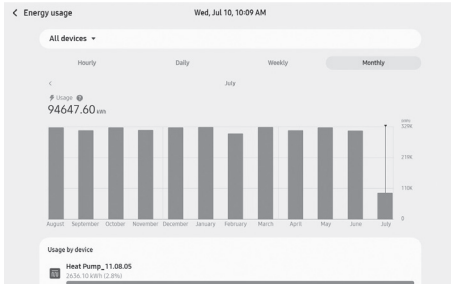 < Energy usage
Wed, Jul 10, 10:09 AM
All devices
Hourly Daily Weekly Monthly
< July
Usage ?
94647.60 kWh
kWh
329K
219K
110K
0
August September October November December January February March April May June July
Usage by device
Heat Pump_11.08.05
2636.10 kWh (2.8%)